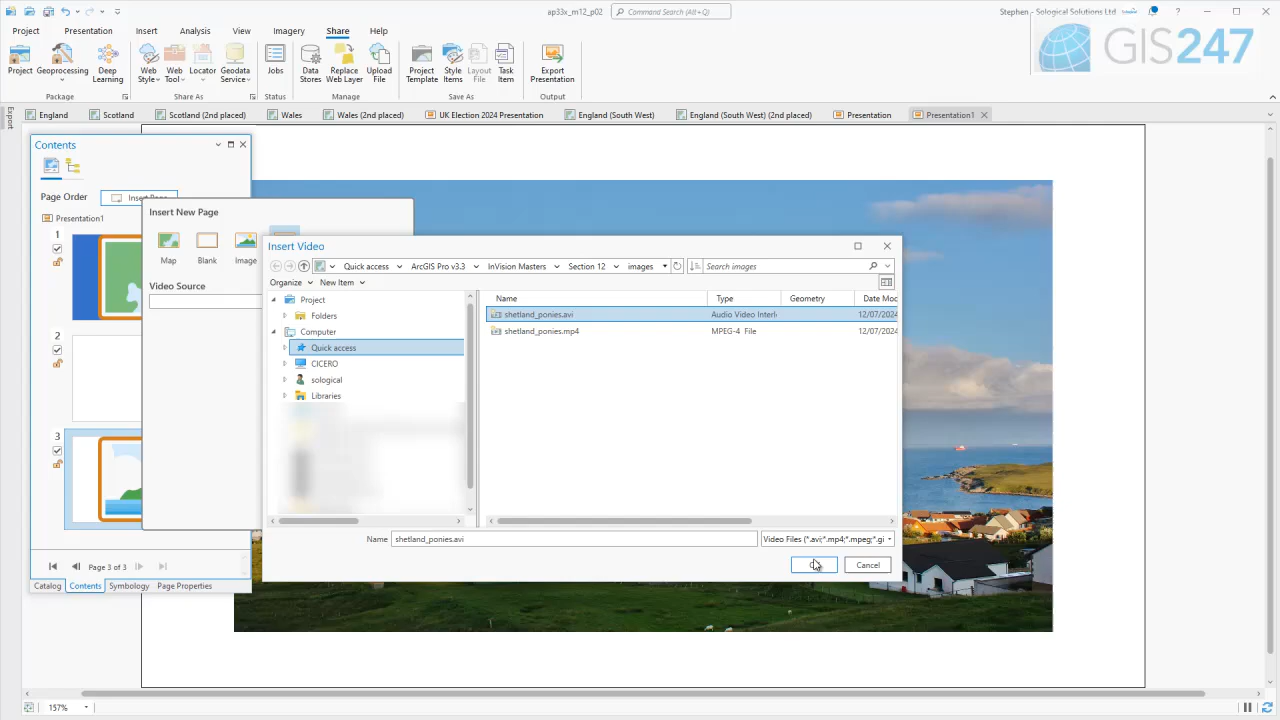 ap33x_m12_p02
Command Search (Alt+Q)
Stephen - Sological Solutions Ltd
Project Presentation Insert Analysis View Imagery Share Help
GIS247
Project Geoprocessing Deep Learning
Web Style Web Tool Locator Geodata Service
Jobs
Data Stores Replace Web Layer Upload File
Project Template Style Items Layout File Task Item
Export Presentation
Package Share As Status Manage Save As Output
Export
England Scotland Scotland (2nd placed) Wales Wales (2nd placed) UK Election 2024 Presentation England (South West) England (South West) (2nd placed) Presentation Presentation1
Contents
Page Order
Presentation1
1
2
3
Page 3 of 3
Catalog Contents Symbology Page Properties
Insert New Page
Map Blank Image
Video Source
Insert Video
Quick access ArcGIS Pro v3.3 InVision Masters Section 12 images Search images
Organize New Item
Project
Folders
Computer
Quick access
CICERO
sological
Libraries
Name Type Geometry Date Mod
shetland_ponies.avi Audio Video Interl 12/07/2024
shetland_ponies.mp4 MPEG-4 File 12/07/2024
Name shetland_ponies.avi Video Files (*.avi;*.mp4;*.mpeg;*.gi
Cancel
157%